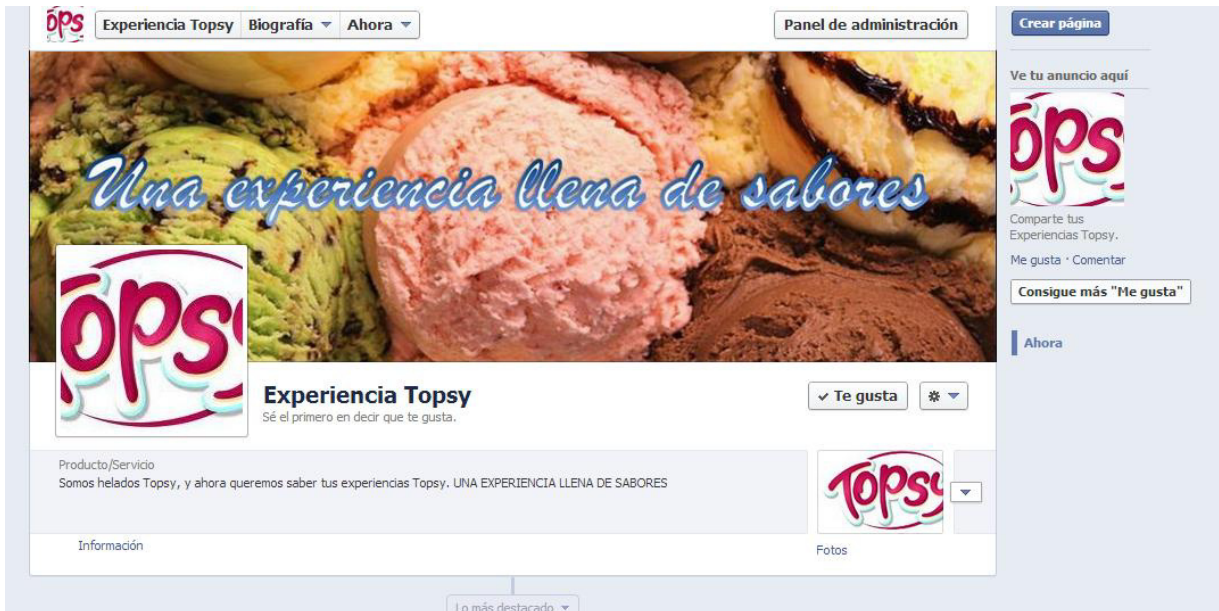 OPS
Experiencia Topsy
Biografía
Ahora
Panel de administración
Crear página
Una experiencia llena de sabores
TOPSY
Experiencia Topsy
Sé el primero en decir que te gusta.
Te gusta
Producto/Servicio
Somos helados Topsy, y ahora queremos saber tus experiencias Topsy. UNA EXPERIENCIA LLENA DE SABORES
TOPSY
Información
Fotos
Lo más destacado
Ve tu anuncio aquí
TOPS
Comparte tus
Experiencias Topsy.
Me gusta · Comentar
Consigue más "Me gusta"
Ahora